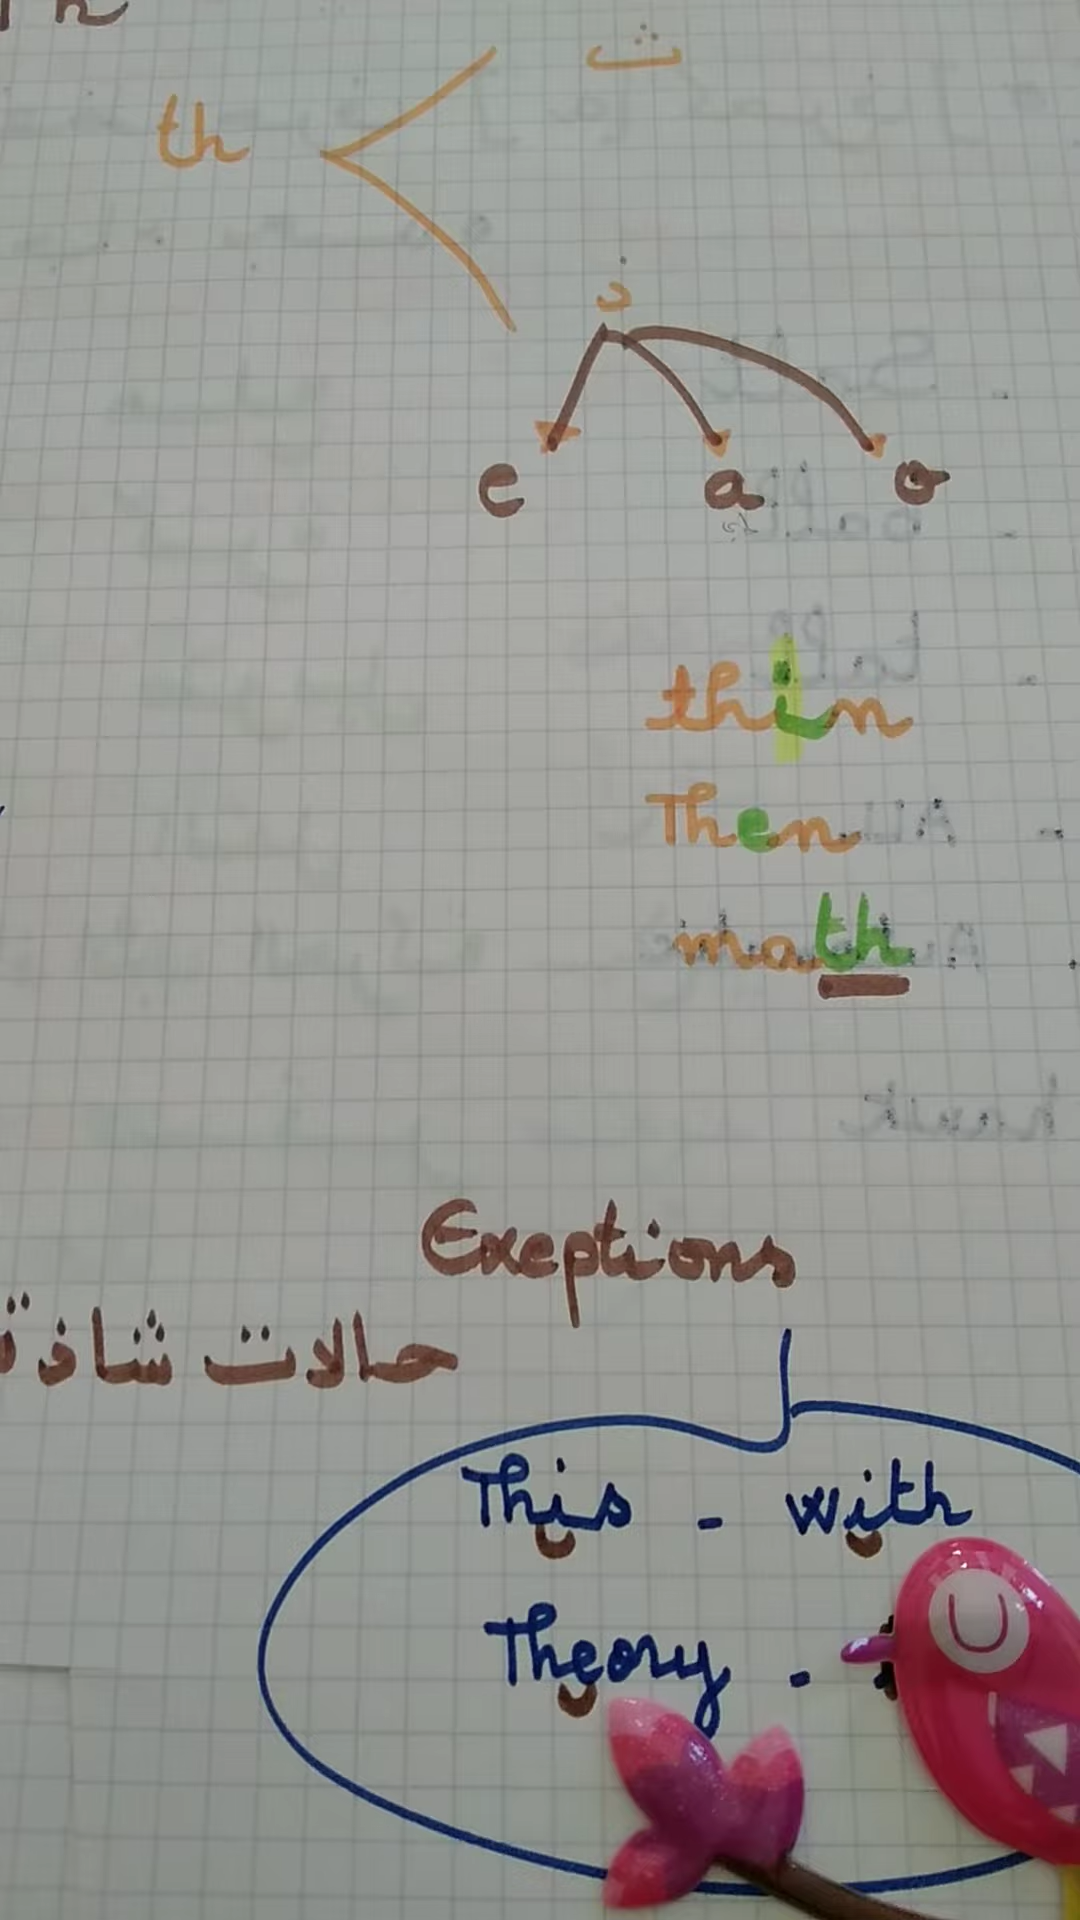 th
ث
ذ
e a o
thin
Then
math
Exeptions
حالات شاذة
This - with
Theory -